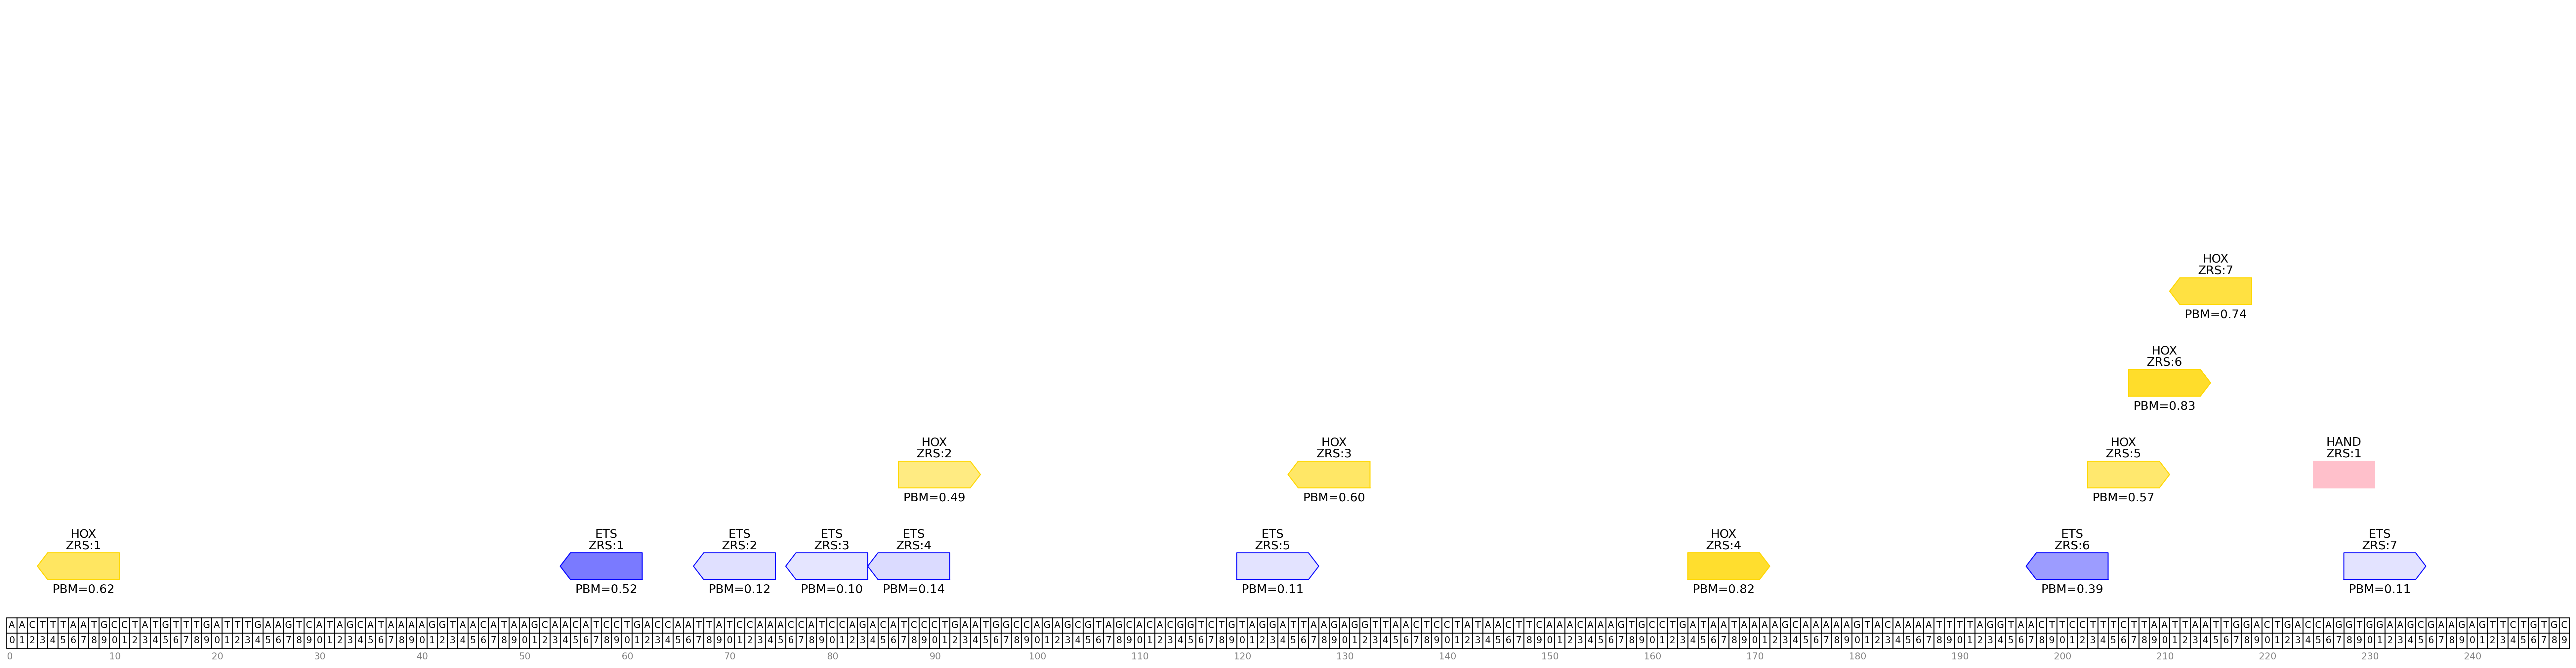 HOX
ZRS:7
PBM=0.74
HOX
ZRS:6
PBM=0.83
HOX
ZRS:2
PBM=0.49
HOX
ZRS:3
PBM=0.60
HOX
ZRS:5
PBM=0.57
HAND
ZRS:1
HOX
ZRS:1
PBM=0.62
ETS
ZRS:1
PBM=0.52
ETS
ZRS:2
PBM=0.12
ETS
ZRS:3
PBM=0.10
ETS
ZRS:4
PBM=0.14
ETS
ZRS:5
PBM=0.11
HOX
ZRS:4
PBM=0.82
ETS
ZRS:6
PBM=0.39
ETS
ZRS:7
PBM=0.11
AACTTTAATGCCTATGTTTGATTTGAAGTCATAGCATAAAAGGTAACATAAGCAACATCCTGACCAATTATCCAAACCATCCAGACATCCCTGAATGGCCAGAGCGTAGCACACGGTCTGTAGGATTAAGAGGTTAACTCCTATAACTTCAAACAAAGTGCCTGATAATAAAAGCAAAAAGTACAAAATTTTAGGTAACTTCCTTTCTTAATTAATTGGACTGACCAGGTGGAAGCGAAGAGTTCTGTGC
0123456789012345678901234567890123456789012345678901234567890123456789012345678901234567890123456789012345678901234567890123456789012345678901234567890123456789012345678901234567890123456789012345678901234567890123456789012345678901234567890123456789
0 10 20 30 40 50 60 70 80 90 100 110 120 130 140 150 160 170 180 190 200 210 220 230 240